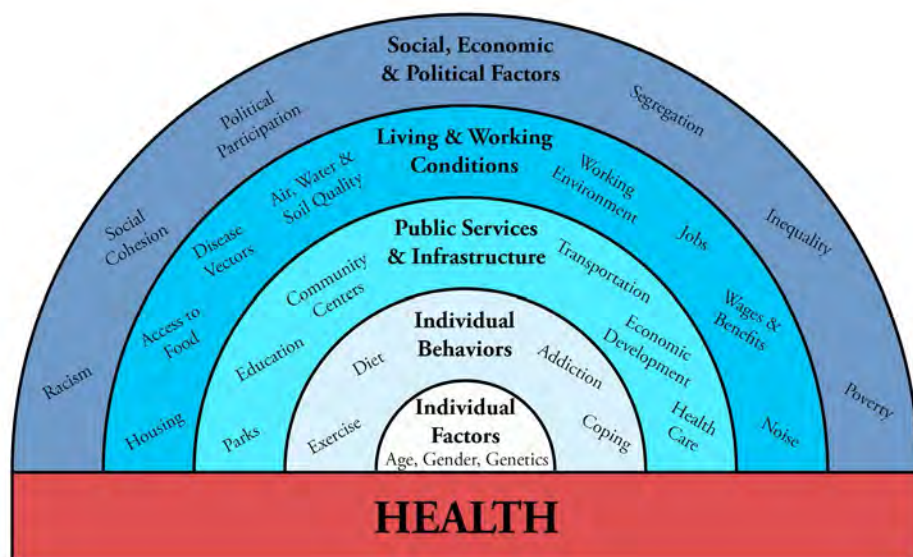 Social, Economic
& Political Factors
Political
Participation
Segregation
Social
Cohesion
Inequality
Racism
Poverty
Living & Working
Conditions
Air, Water &
Soil Quality
Working
Environment
Disease
Vectors
Jobs
Access to
Food
Wages &
Benefits
Housing
Noise
Public Services
& Infrastructure
Community
Centers
Transportation
Education
Economic
Development
Parks
Health
Care
Individual
Behaviors
Diet
Addiction
Exercise
Coping
Individual
Factors
Age, Gender, Genetics
HEALTH